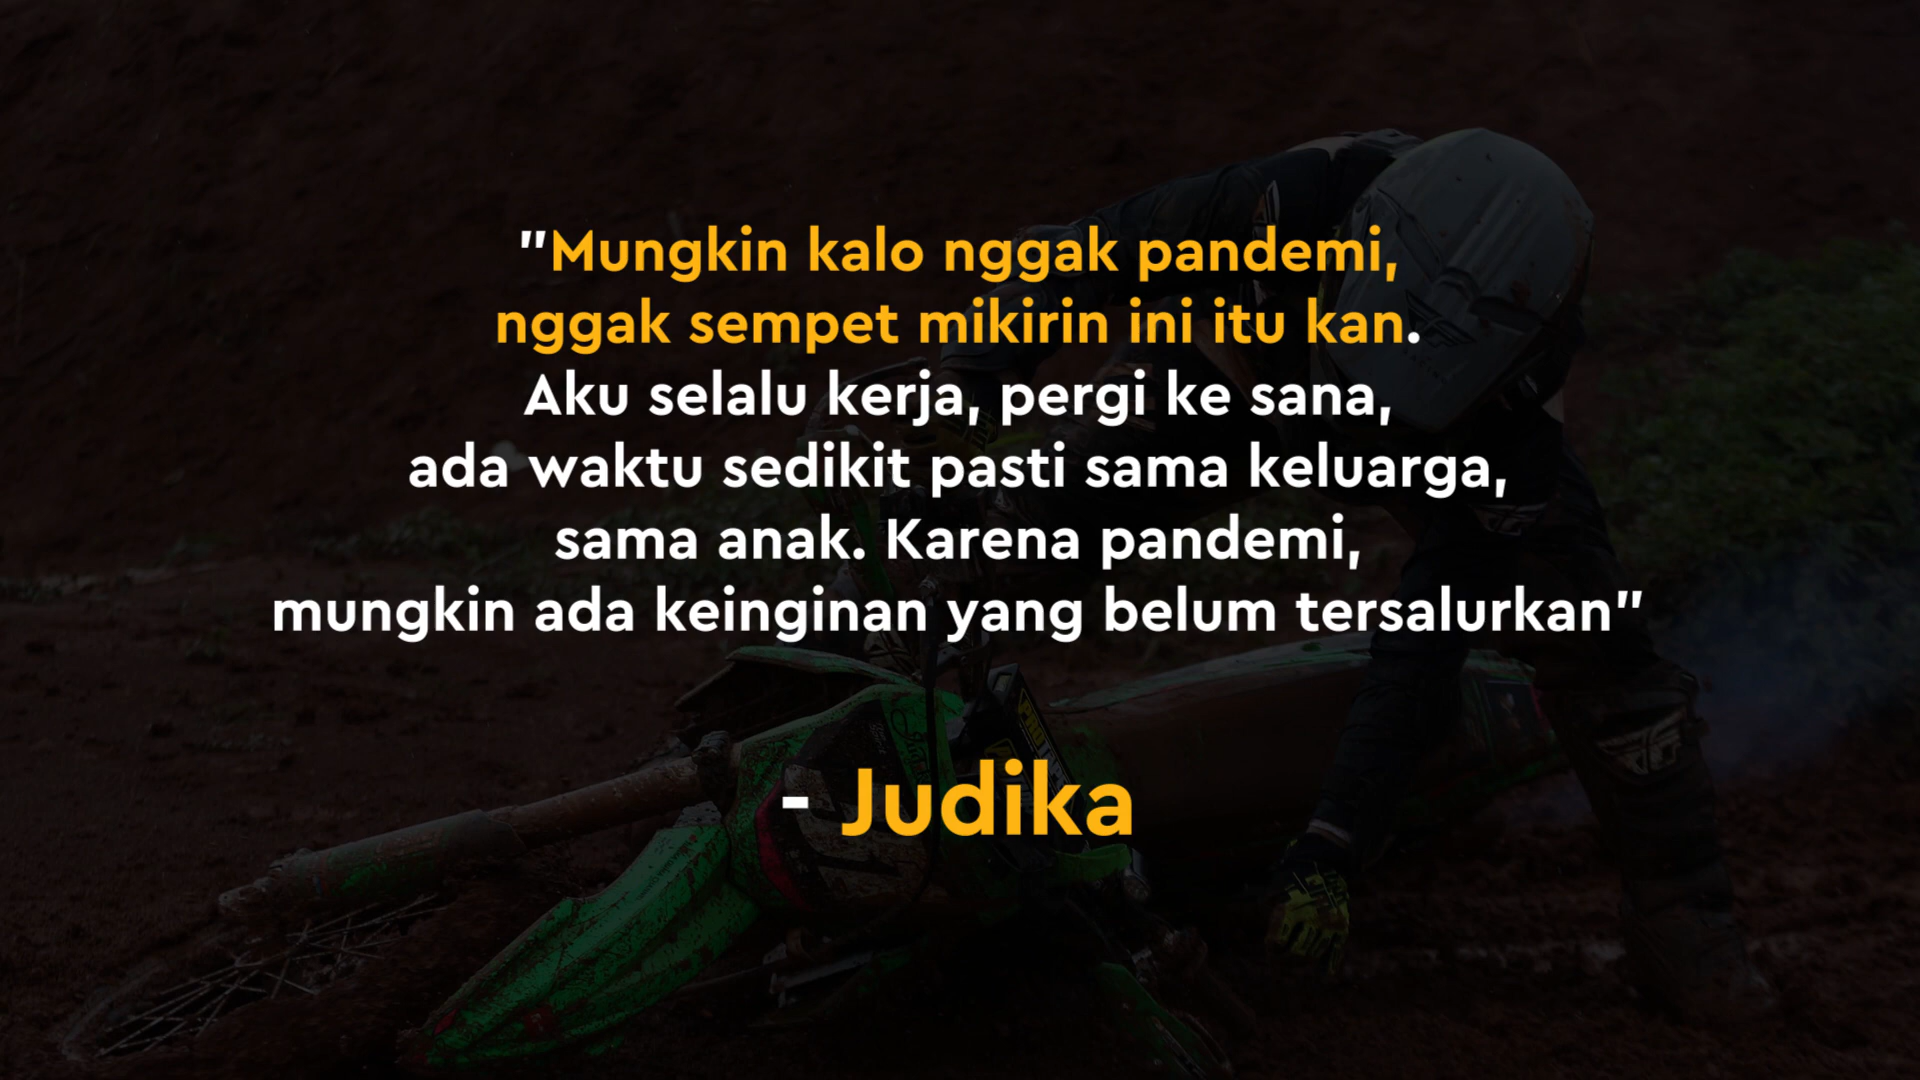 "Mungkin kalo nggak pandemi,
nggak sempet mikirin ini itu kan.
Aku selalu kerja, pergi ke sana,
ada waktu sedikit pasti sama keluarga,
sama anak. Karena pandemi,
mungkin ada keinginan yang belum tersalurkan"
- Judika